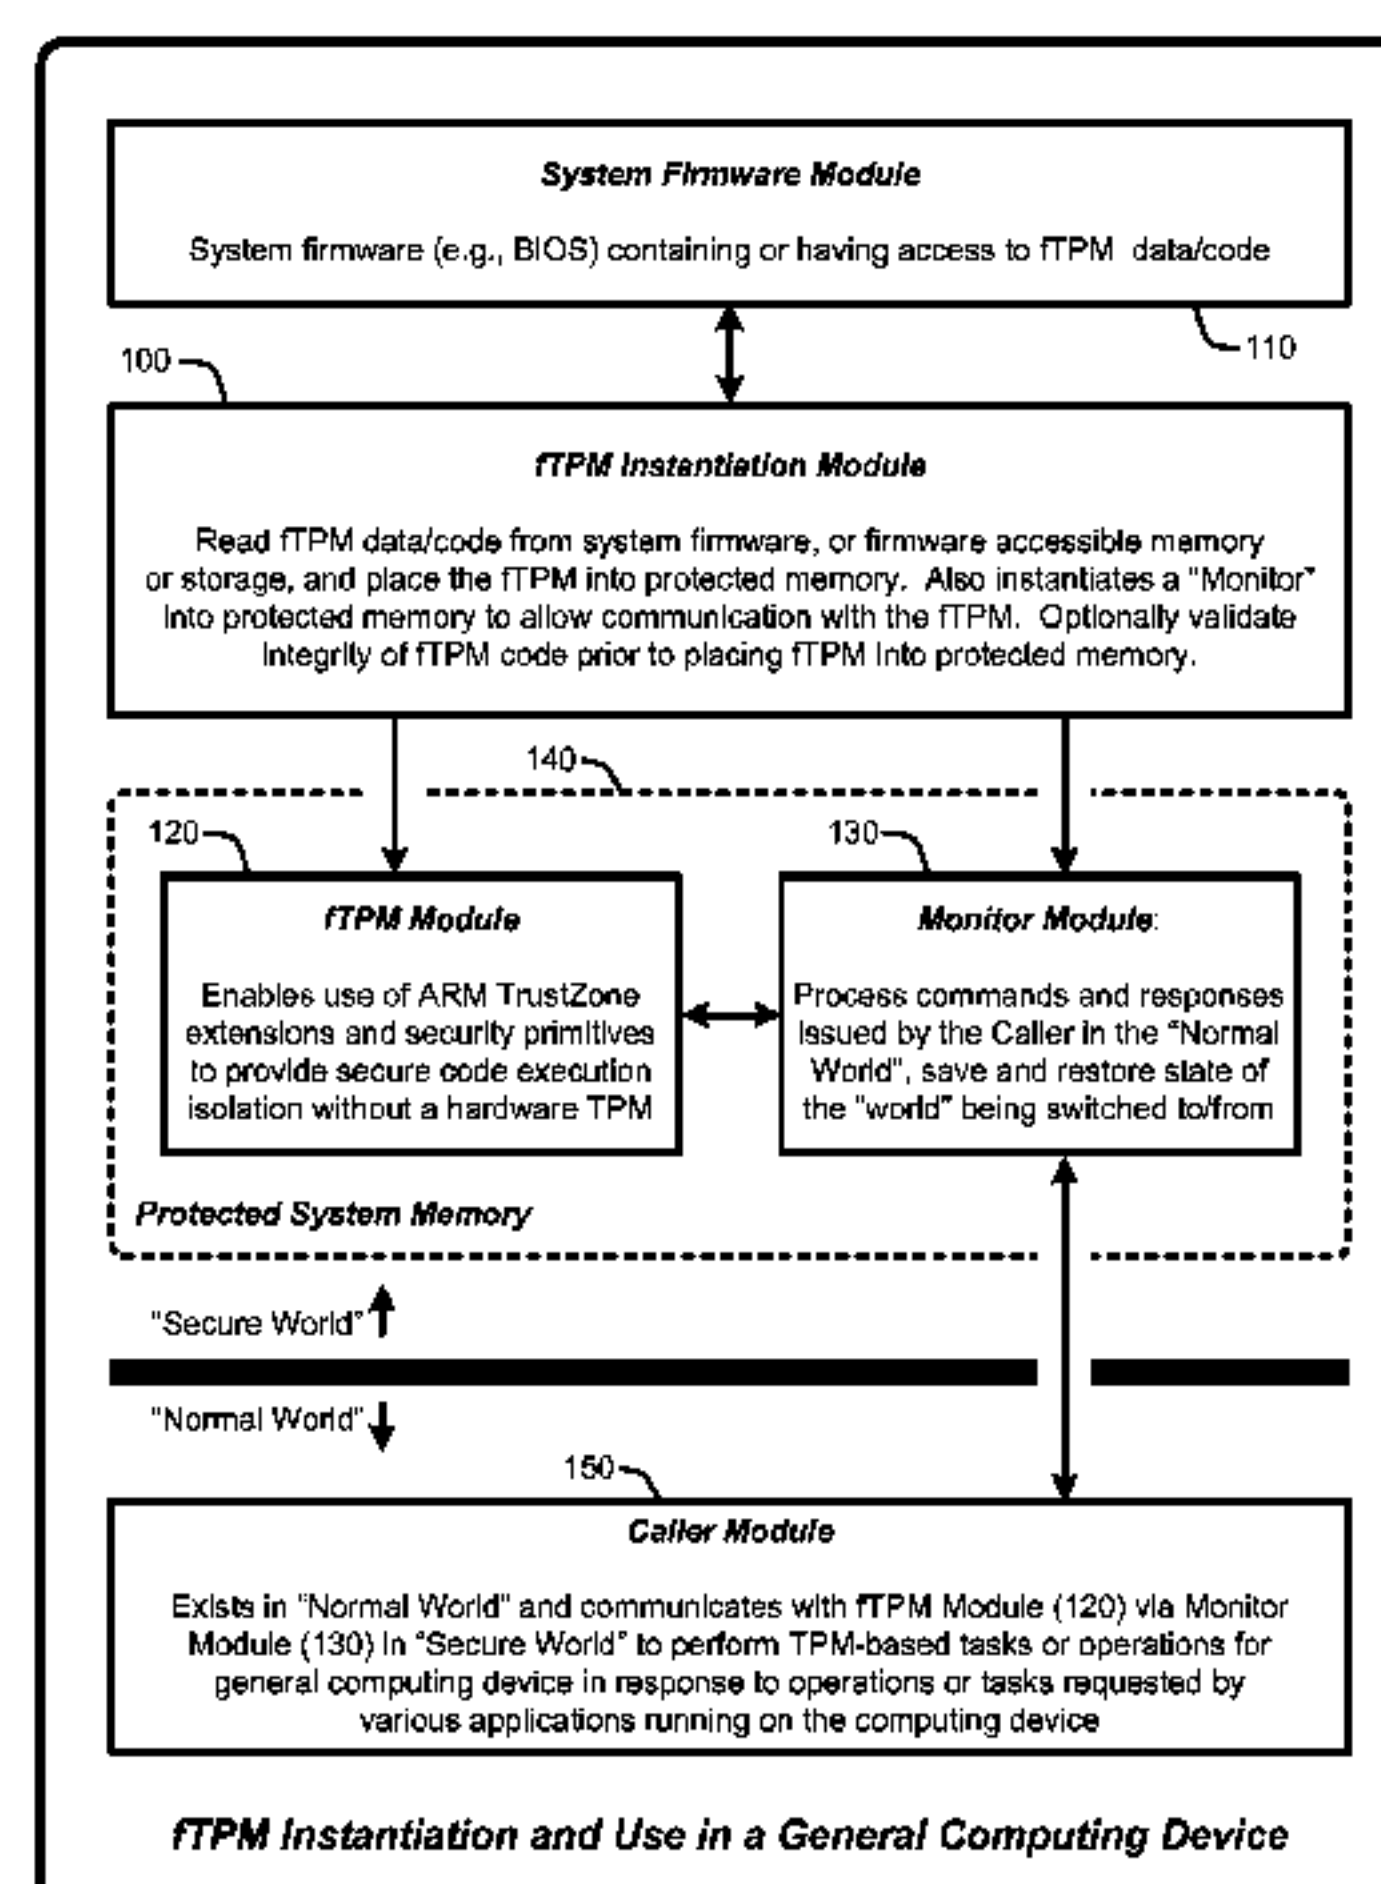 System Firmware Module
System firmware (e.g., BIOS) containing or having access to fTPM data/code
110
100
fTPM Instantiation Module
Read fTPM data/code from system firmware, or firmware accessible memory
or storage, and place the fTPM into protected memory. Also instantiates a "Monitor"
into protected memory to allow communication with the fTPM. Optionally validate
integrity of fTPM code prior to placing fTPM into protected memory.
140
120
130
fTPM Module
Enables use of ARM TrustZone
extensions and security primitives
to provide secure code execution
isolation without a hardware TPM
Monitor Module:
Process commands and responses
issued by the Caller in the "Normal
World", save and restore state of
the "world" being switched to/from
Protected System Memory
"Secure World"
"Normal World"
150
Caller Module
Exists in "Normal World" and communicates with fTPM Module (120) via Monitor
Module (130) in "Secure World" to perform TPM-based tasks or operations for
general computing device in response to operations or tasks requested by
various applications running on the computing device
fTPM Instantiation and Use in a General Computing Device